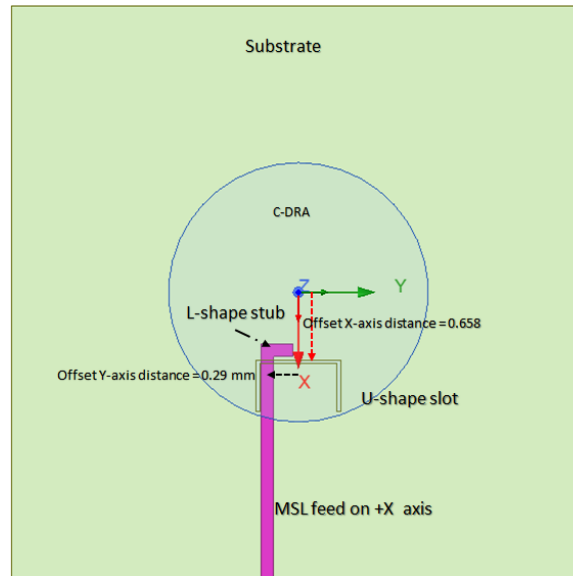 Substrate
C-DRA
Z
Y
L-shape stub
Offset X-axis distance = 0.658
Offset Y-axis distance = 0.29 mm
X
U-shape slot
MSL feed on +X axis